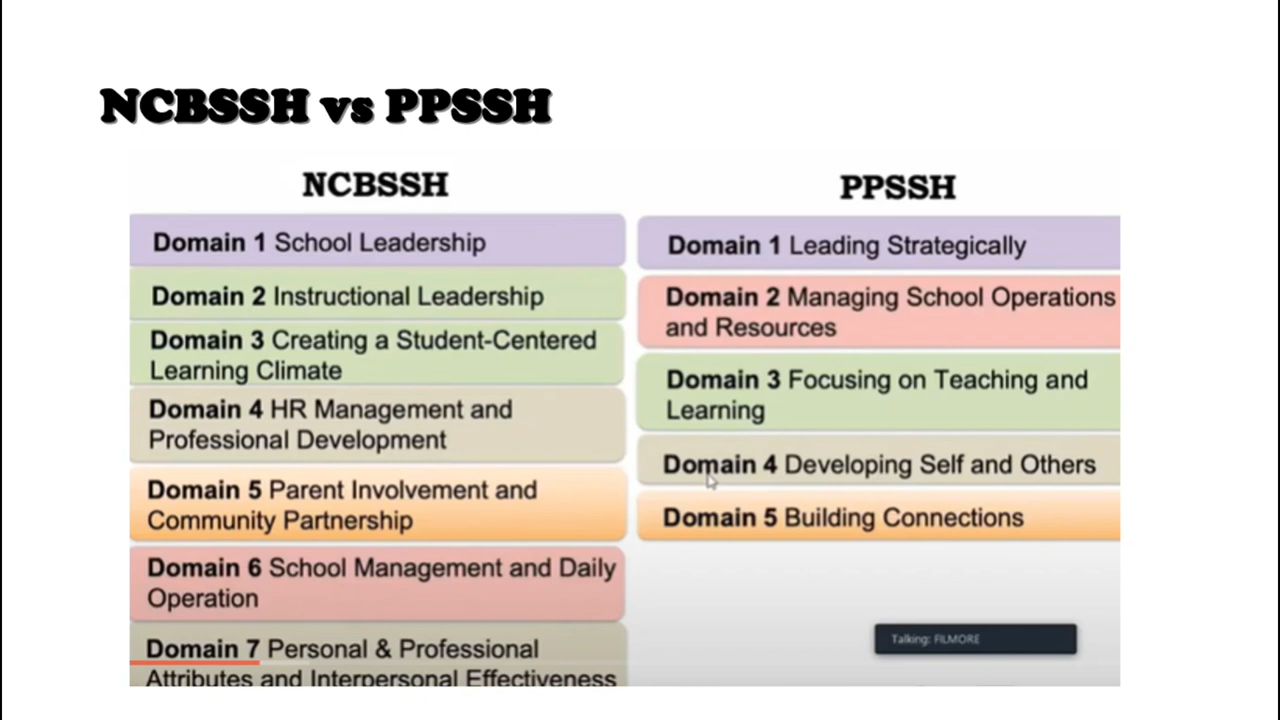 NCBSSH vs PPSSH
NCBSSH
Domain 1 School Leadership
Domain 2 Instructional Leadership
Domain 3 Creating a Student-Centered
Learning Climate
Domain 4 HR Management and
Professional Development
Domain 5 Parent Involvement and
Community Partnership
Domain 6 School Management and Daily
Operation
Domain 7 Personal & Professional
Attributes and Interpersonal Effectiveness
PPSSH
Domain 1 Leading Strategically
Domain 2 Managing School Operations
and Resources
Domain 3 Focusing on Teaching and
Learning
Domain 4 Developing Self and Others
Domain 5 Building Connections
Talking: FILMORE